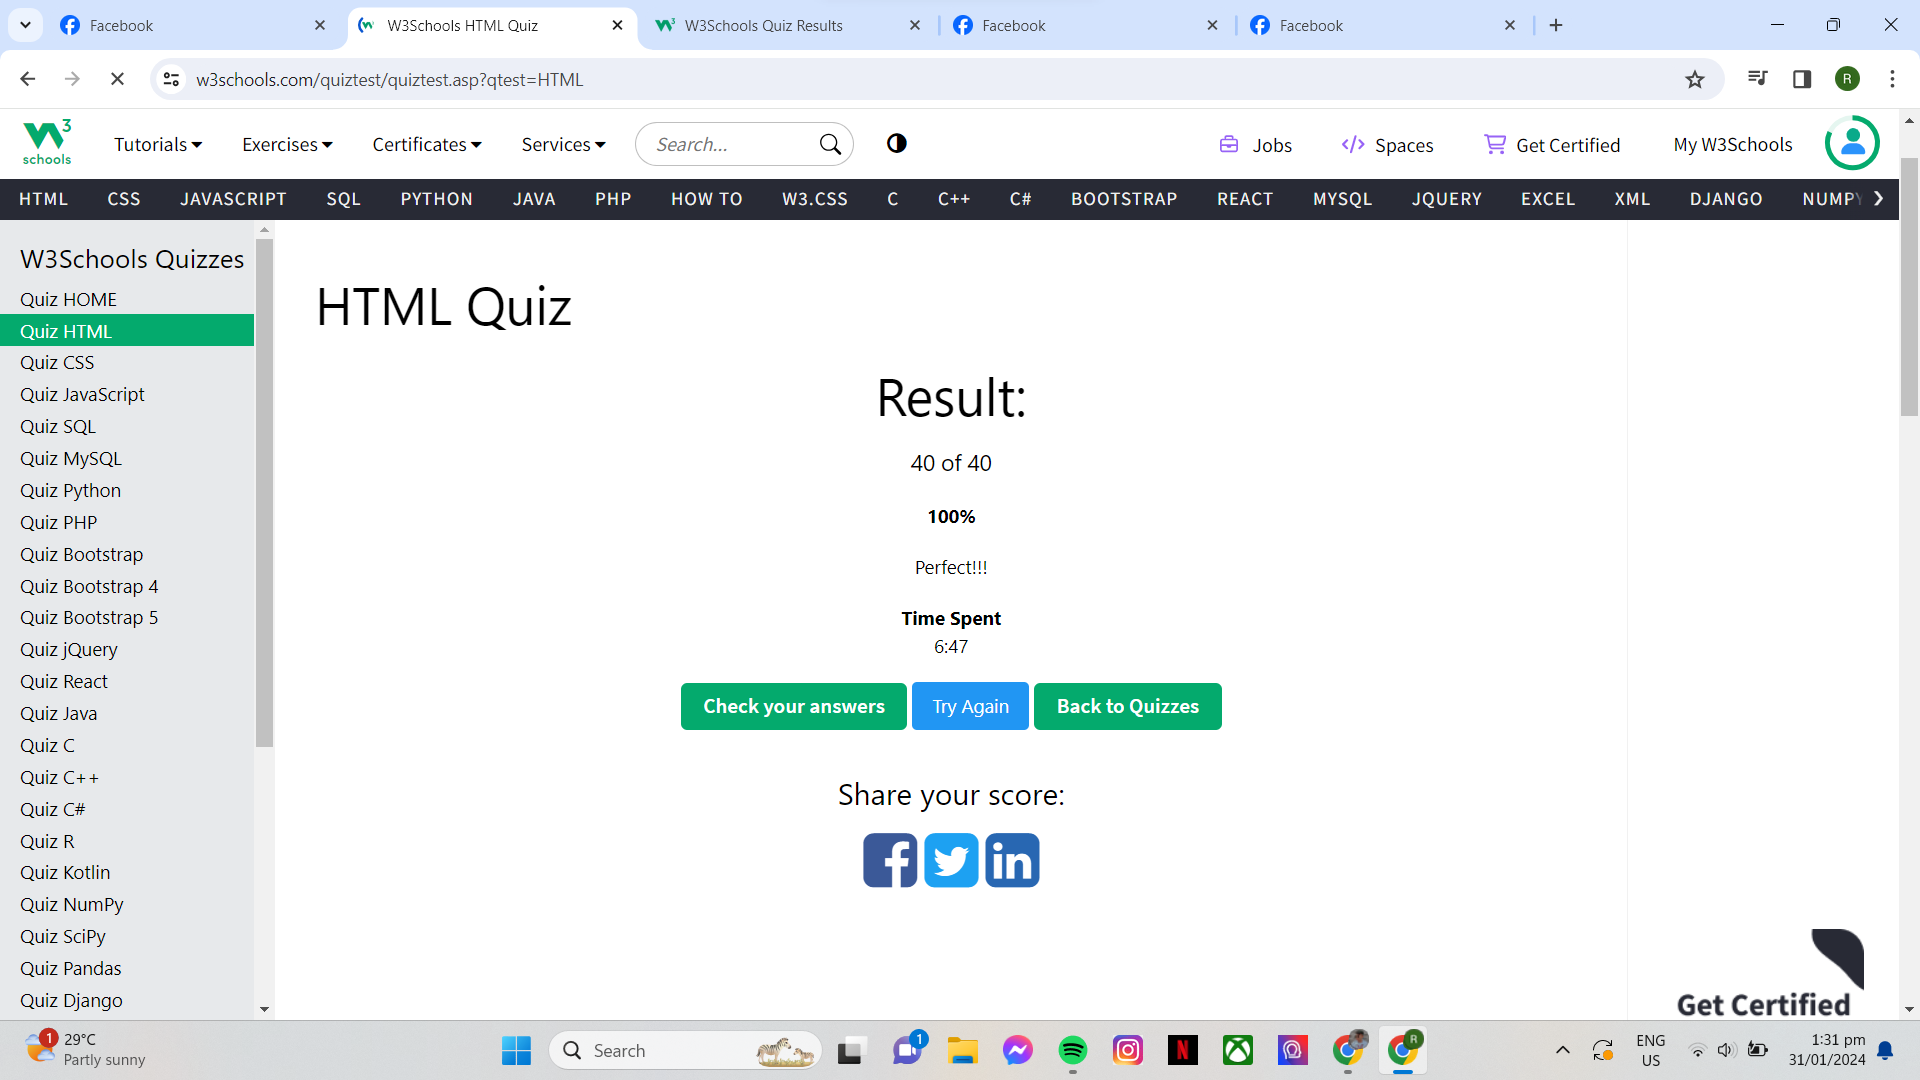 Facebook
W3Schools HTML Quiz
W3Schools Quiz Results
Facebook
Facebook
w3schools.com/quiztest/quiztest.asp?qtest=HTML
R
W3 schools
Tutorials
Exercises
Certificates
Services
Search...
Jobs
Spaces
Get Certified
My W3Schools
HTML CSS JAVASCRIPT SQL PYTHON JAVA PHP HOW TO W3.CSS C C++ C# BOOTSTRAP REACT MYSQL JQUERY EXCEL XML DJANGO NUMPY
W3Schools Quizzes
Quiz HOME
Quiz HTML
Quiz CSS
Quiz JavaScript
Quiz SQL
Quiz MySQL
Quiz Python
Quiz PHP
Quiz Bootstrap
Quiz Bootstrap 4
Quiz Bootstrap 5
Quiz jQuery
Quiz React
Quiz Java
Quiz C
Quiz C++
Quiz C#
Quiz R
Quiz Kotlin
Quiz NumPy
Quiz SciPy
Quiz Pandas
Quiz Django
HTML Quiz
Result:
40 of 40
100%
Perfect!!!
Time Spent
6:47
Check your answers
Try Again
Back to Quizzes
Share your score:
Get Certified
1
29°C
Partly sunny
Search
1
R
ENG
US
1:31 pm
31/01/2024